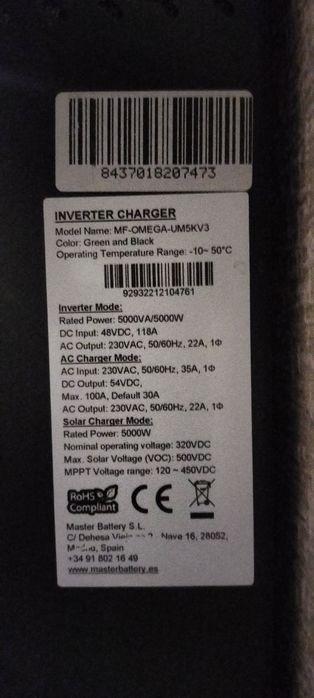 8437018207473
INVERTER CHARGER
Model Name: MF-OMEGA-UM5KV3
Color: Green and Black
Operating Temperature Range: -10~ 50°C
92932212104761
Inverter Mode:
Rated Power: 5000VA/5000W
DC Input: 48VDC, 118A
AC Output: 230VAC, 50/60Hz, 22A, 1Φ
AC Charger Mode:
AC Input: 230VAC, 50/60Hz, 35A, 1Φ
DC Output: 54VDC,
Max. 100A, Default 30A
AC Output: 230VAC, 50/60Hz, 22A, 1Φ
Solar Charger Mode:
Rated Power: 5000W
Nominal operating voltage: 320VDC
Max. Solar Voltage (VOC): 500VDC
MPPT Voltage range: 120 ~ 450VDC
RoHS
Compliant
CE
Master Battery S.L.
C/ Dehesa Nave 16, 28052,
Spain
+34 91 802 16 49
www.masterbattery.es